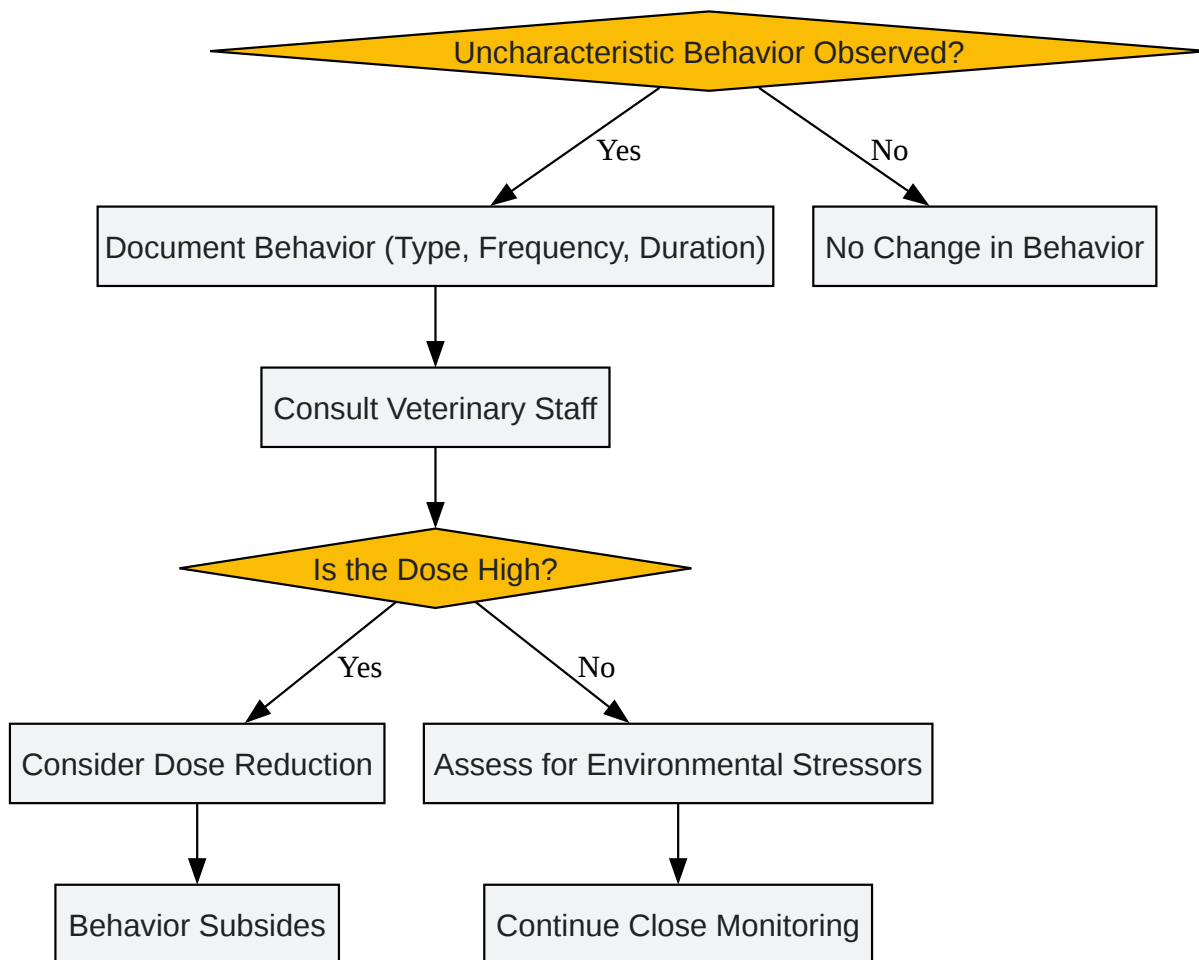 Uncharacteristic Behavior Observed?
Yes
No
Document Behavior (Type, Frequency, Duration)
No Change in Behavior
Consult Veterinary Staff
Is the Dose High?
Yes
No
Consider Dose Reduction
Assess for Environmental Stressors
Behavior Subsides
Continue Close Monitoring